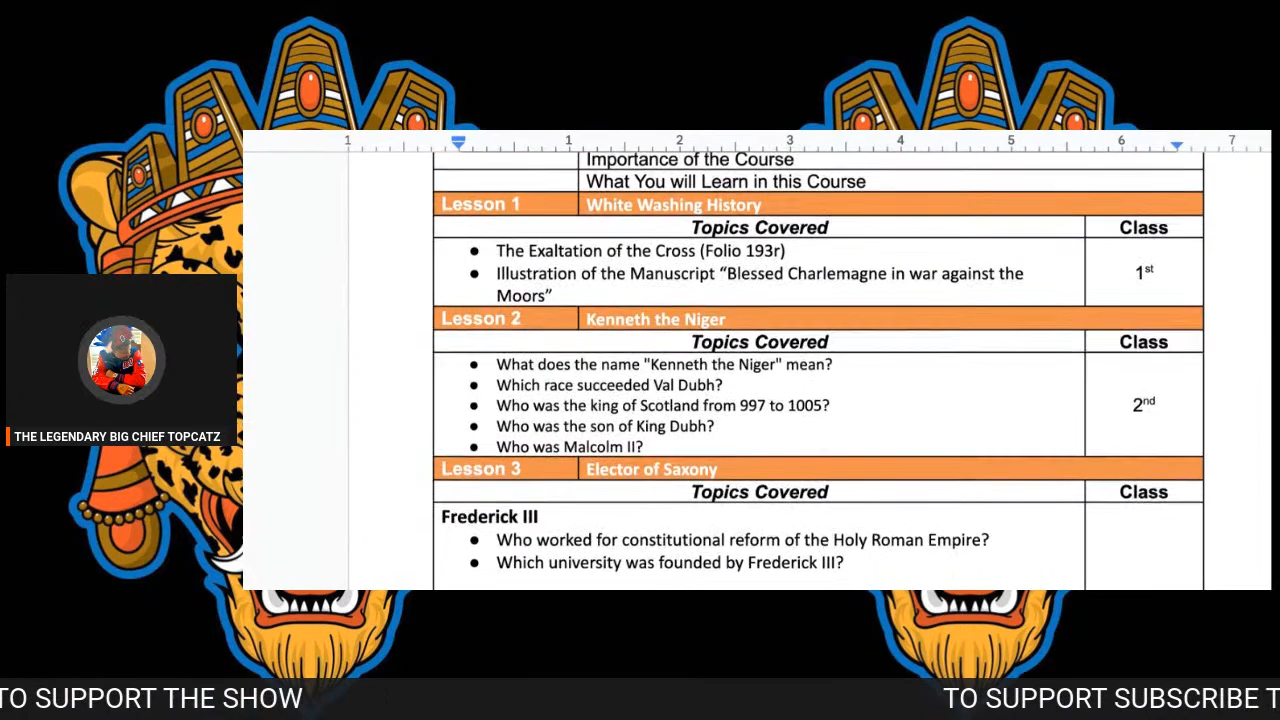 1 1 2 3 4 5 6 7
Importance of the Course
What You will Learn in this Course
Lesson 1 White Washing History
Topics Covered Class
● The Exaltation of the Cross (Folio 193r)
● Illustration of the Manuscript “Blessed Charlemagne in war against the
Moors”
1st
Lesson 2 Kenneth the Niger
Topics Covered Class
● What does the name "Kenneth the Niger" mean?
● Which race succeeded Val Dubh?
● Who was the king of Scotland from 997 to 1005?
● Who was the son of King Dubh?
● Who was Malcolm II?
2nd
Lesson 3 Elector of Saxony
Topics Covered Class
Frederick III
● Who worked for constitutional reform of the Holy Roman Empire?
● Which university was founded by Frederick III?
THE LEGENDARY BIG CHIEF TOPCATZ
TO SUPPORT THE SHOW TO SUPPORT SUBSCRIBE T